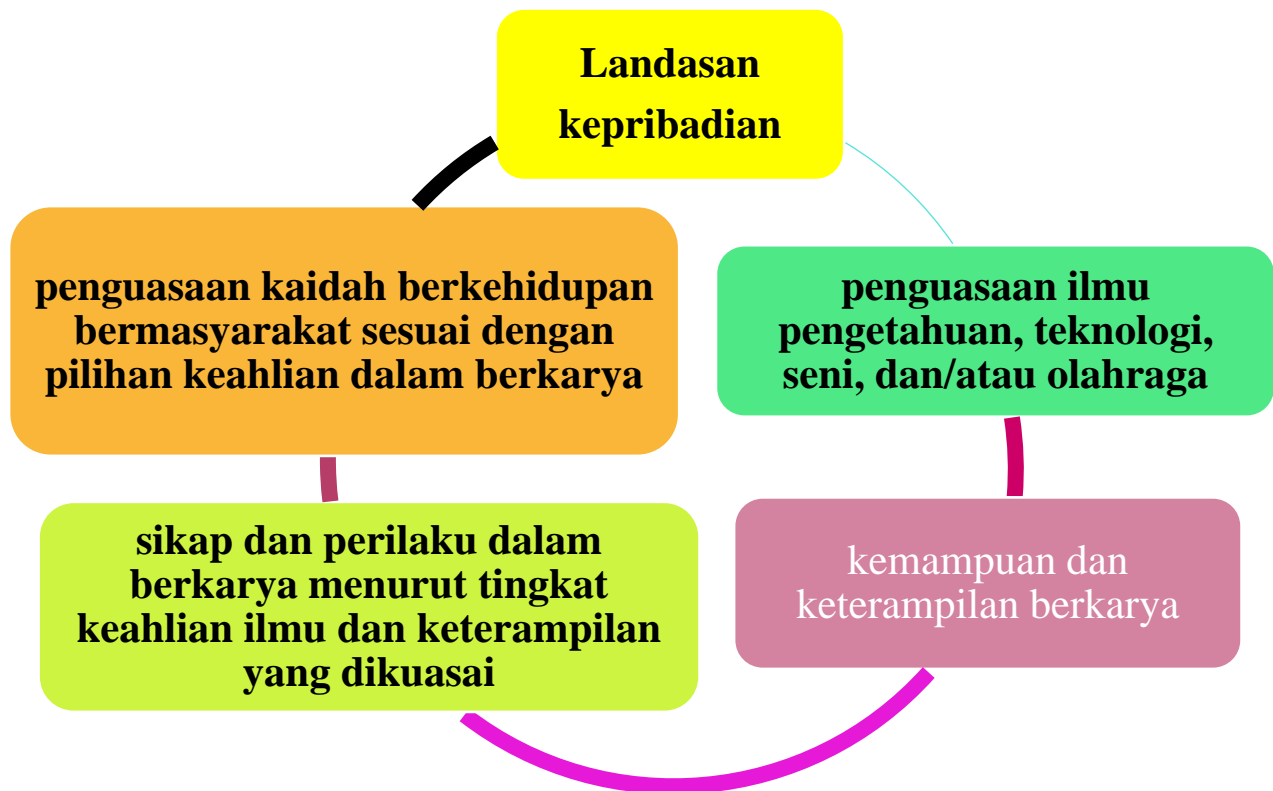 Landasan
kepribadian
penguasaan ilmu
pengetahuan, teknologi,
seni, dan/atau olahraga
kemampuan dan
keterampilan berkarya
sikap dan perilaku dalam
berkarya menurut tingkat
keahlian ilmu dan keterampilan
yang dikuasai
penguasaan kaidah berkehidupan
bermasyarakat sesuai dengan
pilihan keahlian dalam berkarya